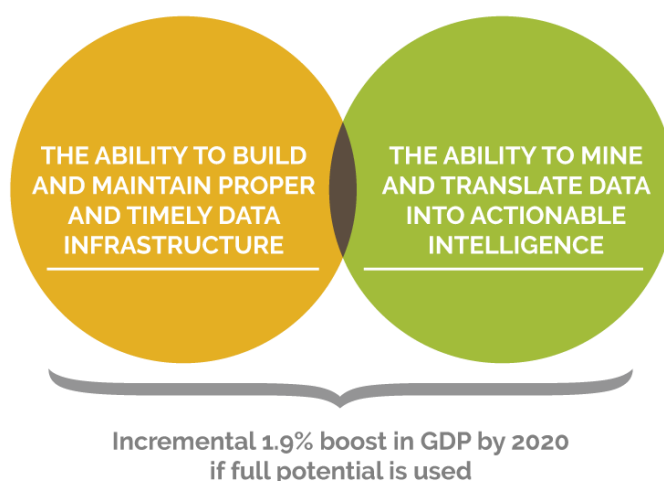 THE ABILITY TO BUILD
AND MAINTAIN PROPER
AND TIMELY DATA
INFRASTRUCTURE
THE ABILITY TO MINE
AND TRANSLATE DATA
INTO ACTIONABLE
INTELLIGENCE
Incremental 1.9% boost in GDP by 2020
if full potential is used